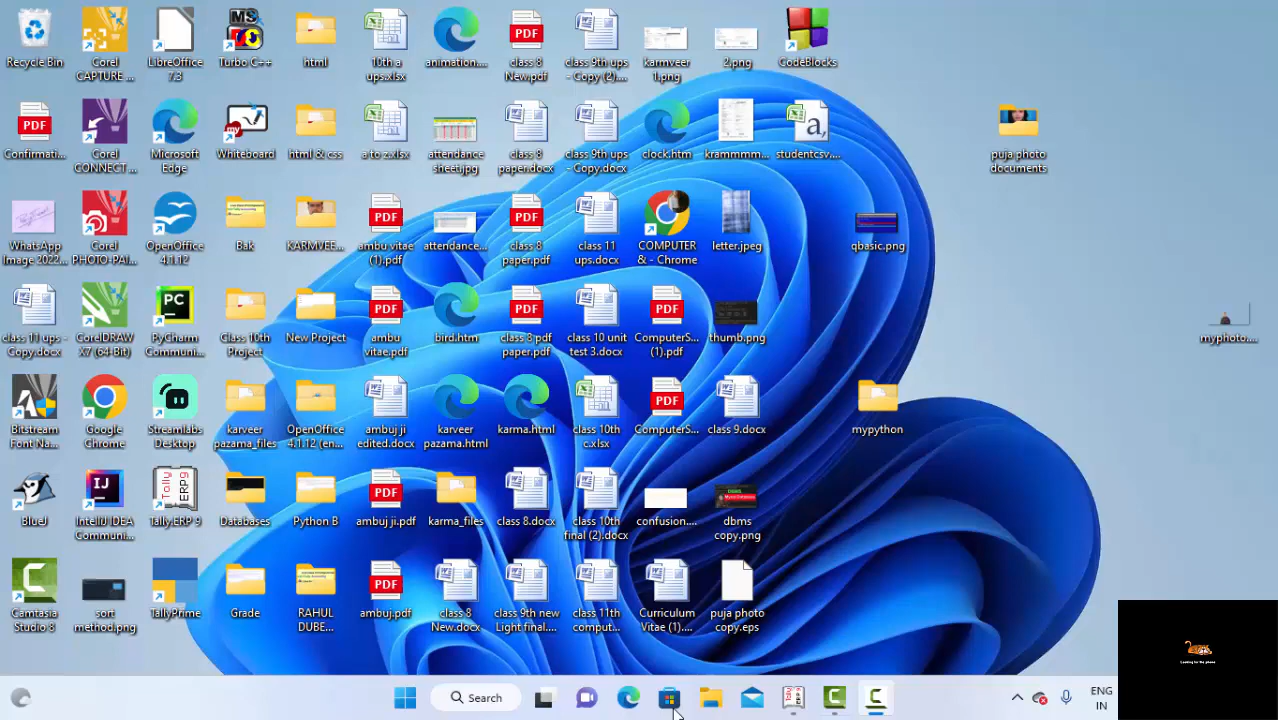 Recycle Bin
Corel CAPTURE ...
LibreOffice 7.3
Turbo C++
html
10th a ups.xlsx
animation....
class 8 New.pdf
class 9th ups - Copy (2)....
karmveer 1.png
2.png
CodeBlocks
Confirmati...
Corel CONNECT ...
Microsoft Edge
Whiteboard
html & css
a to z.xlsx
attendance sheet.jpg
class 8 paper.docx
class 9th ups - Copy.docx
clock.htm
krammmm...
studentcsv....
puja photo documents
WhatsApp Image 2022...
Corel PHOTO-PAI...
OpenOffice 4.1.12
Bak
KARMVEE...
ambu vitae (1).pdf
attendance...
class 8 paper.pdf
class 11 ups.docx
COMPUTER & - Chrome
letter.jpeg
qbasic.png
class 11 ups - Copy.docx
CorelDRAW X7 (64-Bit)
PyCharm Communi...
Class 10th Project
New Project
ambu vitae.pdf
bird.htm
class 8 pdf paper.pdf
class 10 unit test 3.docx
ComputerS... (1).pdf
thumb.png
myphoto....
Bitstream Font Na...
Google Chrome
Streamlabs Desktop
karveer pazama_files
OpenOffice 4.1.12 (en...
ambuj ji edited.docx
karveer pazama.html
karma.html
class 10th c.xlsx
ComputerS...
class 9.docx
mypython
BlueJ
IntelliJ IDEA Communi...
Tally.ERP 9
Databases
Python B
ambuj ji.pdf
karma_files
class 8.docx
class 10th final (2).docx
confusion....
dbms copy.png
Camtasia Studio 8
sort method.png
TallyPrime
Grade
RAHUL DUBE...
ambuj.pdf
class 8 New.docx
class 9th new Light final....
class 11th comput...
Curriculum Vitae (1)....
puja photo copy.eps
Looking for the phone
Search
ENG
IN